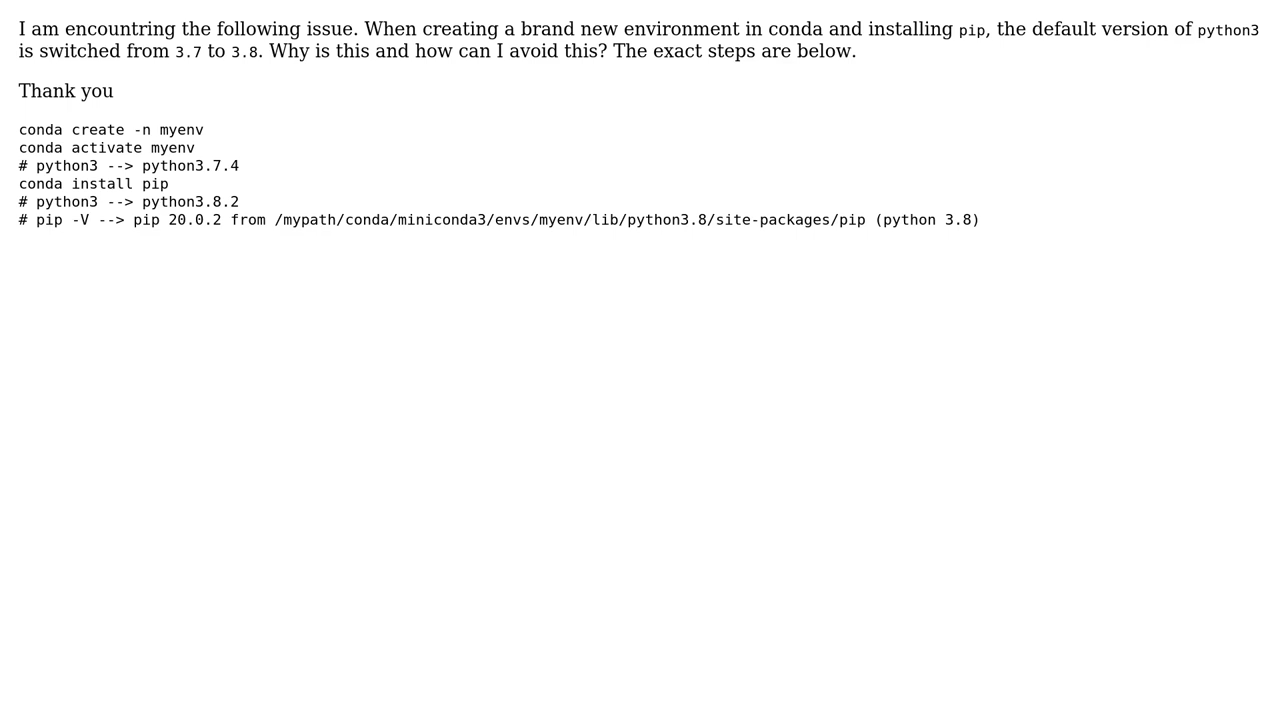 I am encountring the following issue. When creating a brand new environment in conda and installing pip, the default version of python3
is switched from 3.7 to 3.8. Why is this and how can I avoid this? The exact steps are below.
Thank you
conda create -n myenv
conda activate myenv
# python3 --> python3.7.4
conda install pip
# python3 --> python3.8.2
# pip -V --> pip 20.0.2 from /mypath/conda/miniconda3/envs/myenv/lib/python3.8/site-packages/pip (python 3.8)